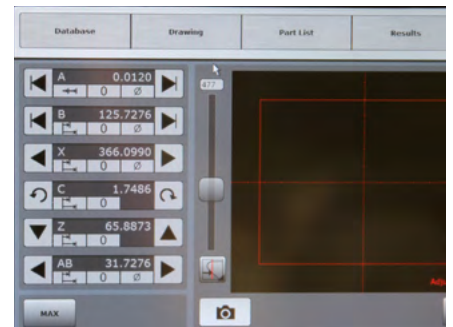 Database Drawing Part List Results
A 0.0120
0 Ø
B 125.7276
0 Ø
X 366.0990
0 Ø
C 1.7486
0
Z 65.8873
0
AB 31.7276
0 Ø
477
MAX